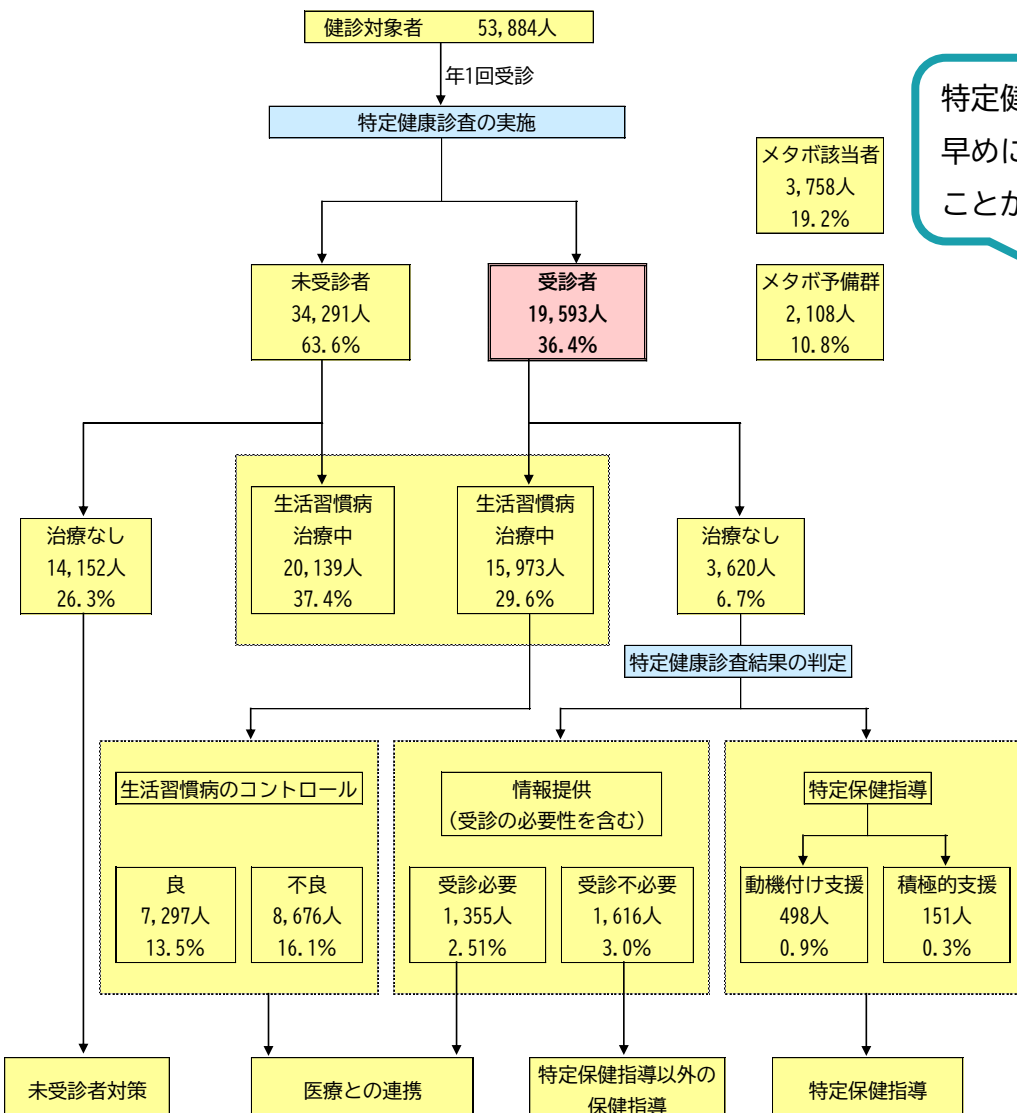 健診対象者 53,884人
年1回受診
特定健康診査の実施
特定健
早めに
ことが
メタボ該当者
3,758人
19.2%
メタボ予備群
2,108人
10.8%
未受診者
34,291人
63.6%
受診者
19,593人
36.4%
治療なし
14,152人
26.3%
生活習慣病
治療中
20,139人
37.4%
生活習慣病
治療中
15,973人
29.6%
治療なし
3,620人
6.7%
特定健康診査結果の判定
生活習慣病のコントロール
良
7,297人
13.5%
不良
8,676人
16.1%
情報提供
(受診の必要性を含む)
受診必要
1,355人
2.51%
受診不必要
1,616人
3.0%
特定保健指導
動機付け支援
498人
0.9%
積極的支援
151人
0.3%
未受診者対策
医療との連携
特定保健指導以外の
保健指導
特定保健指導